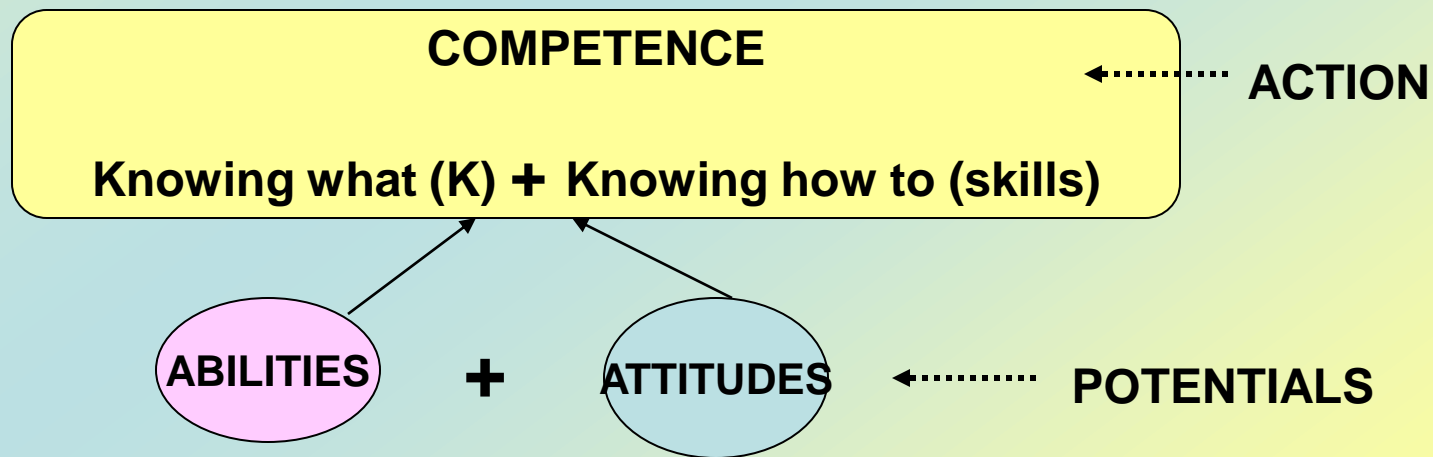 COMPETENCE
ACTION
Knowing what (K) + Knowing how to (skills)
ABILITIES + ATTITUDES
POTENTIALS